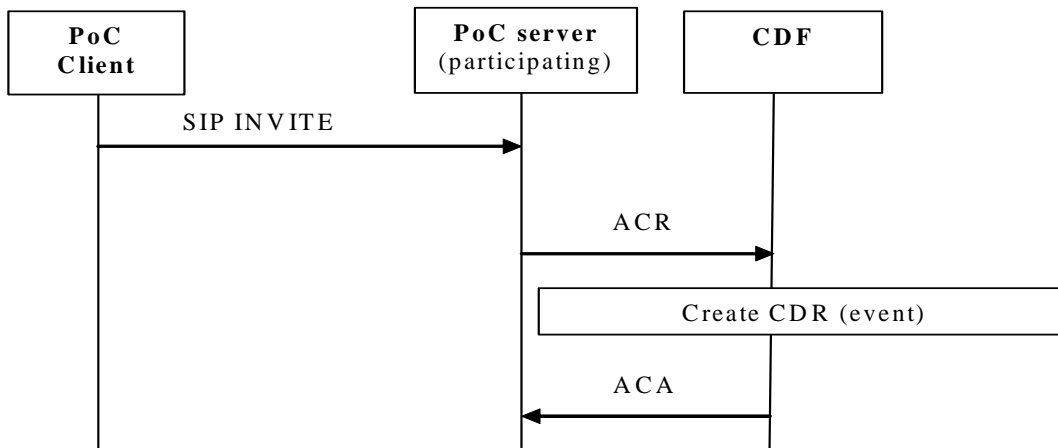 PoC
Client
PoC server
(participating)
CDF
SIP INVITE
ACR
Create CDR (event)
ACA